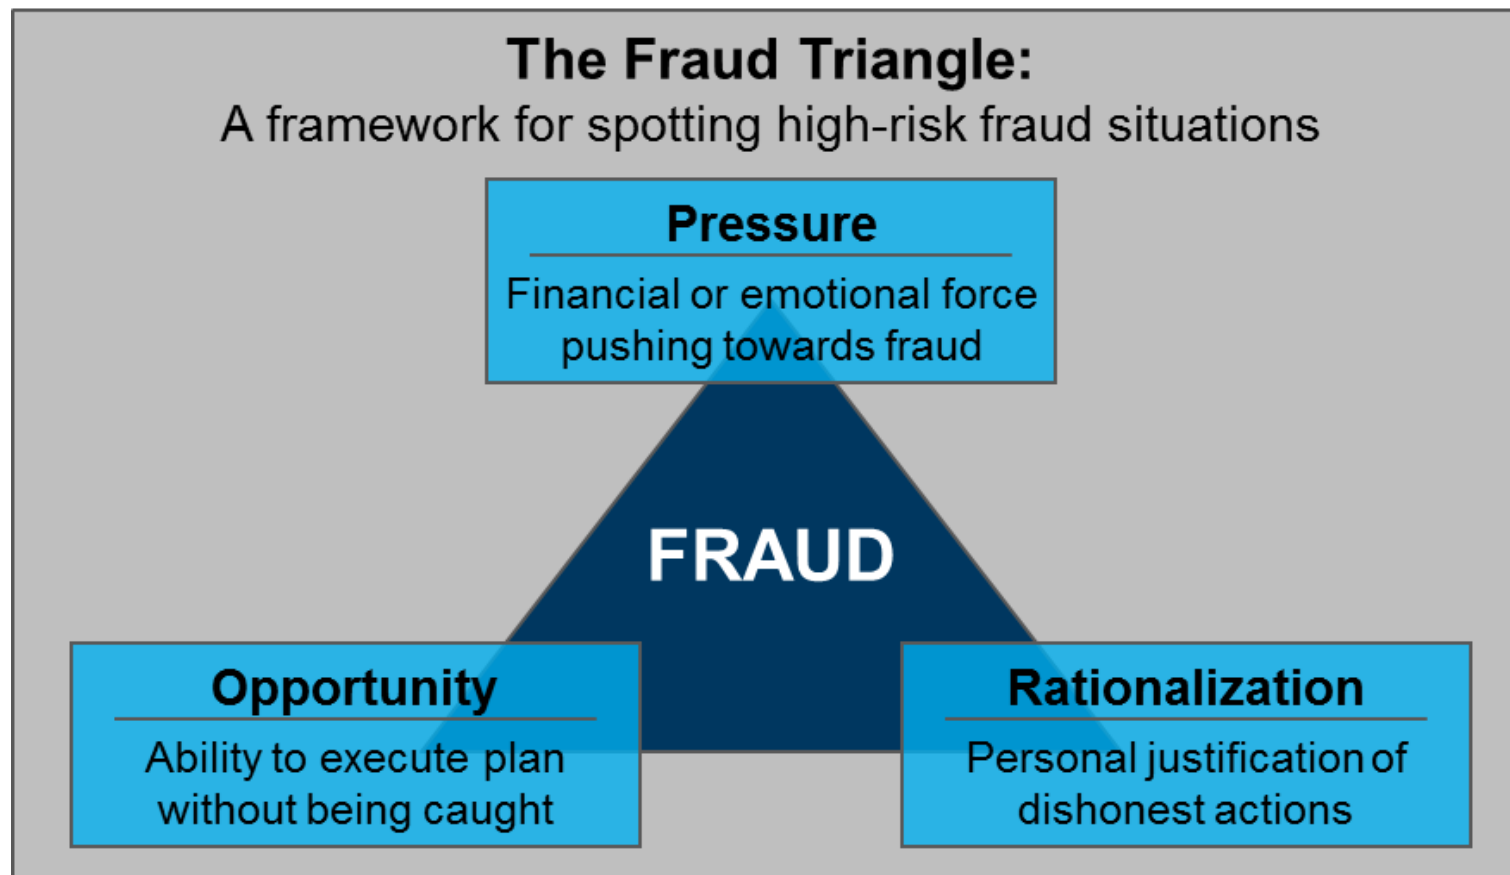 The Fraud Triangle:
A framework for spotting high-risk fraud situations
Pressure
Financial or emotional force
pushing towards fraud
FRAUD
Opportunity
Ability to execute plan
without being caught
Rationalization
Personal justification of
dishonest actions